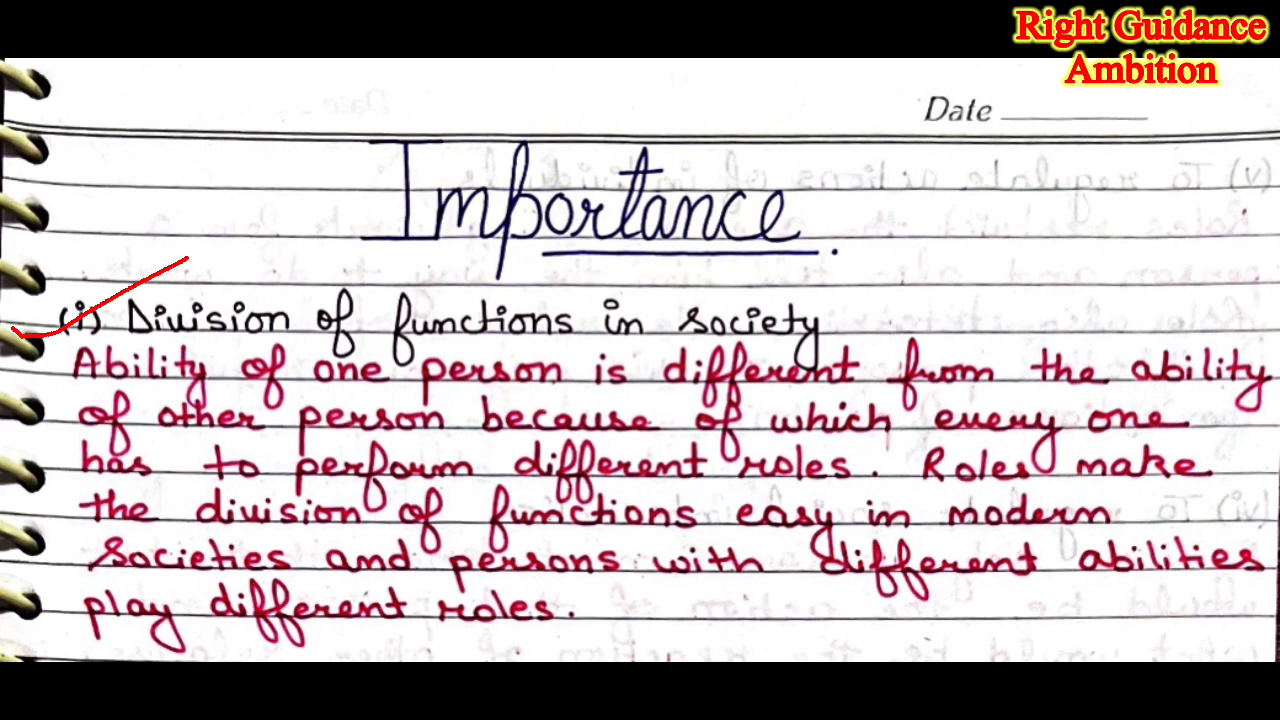 Right Guidance
Ambition
Date
Importance.
(i) Division of functions in society
Ability of one person is different from the ability
of other person because of which every one
has to perform different roles. Roles make
the division of functions easy in modern
societies and persons with different abilities
play different roles.